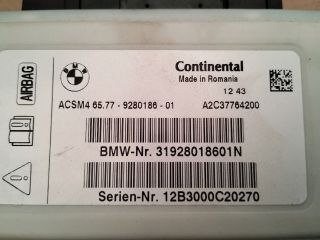 BMW
Continental
Made in Romania
12 43
ACSM4 65.77 - 9280186 - 01 A2C37764200
AIRBAG
BMW-Nr. 31928018601N
Serien-Nr. 12B3000C20270